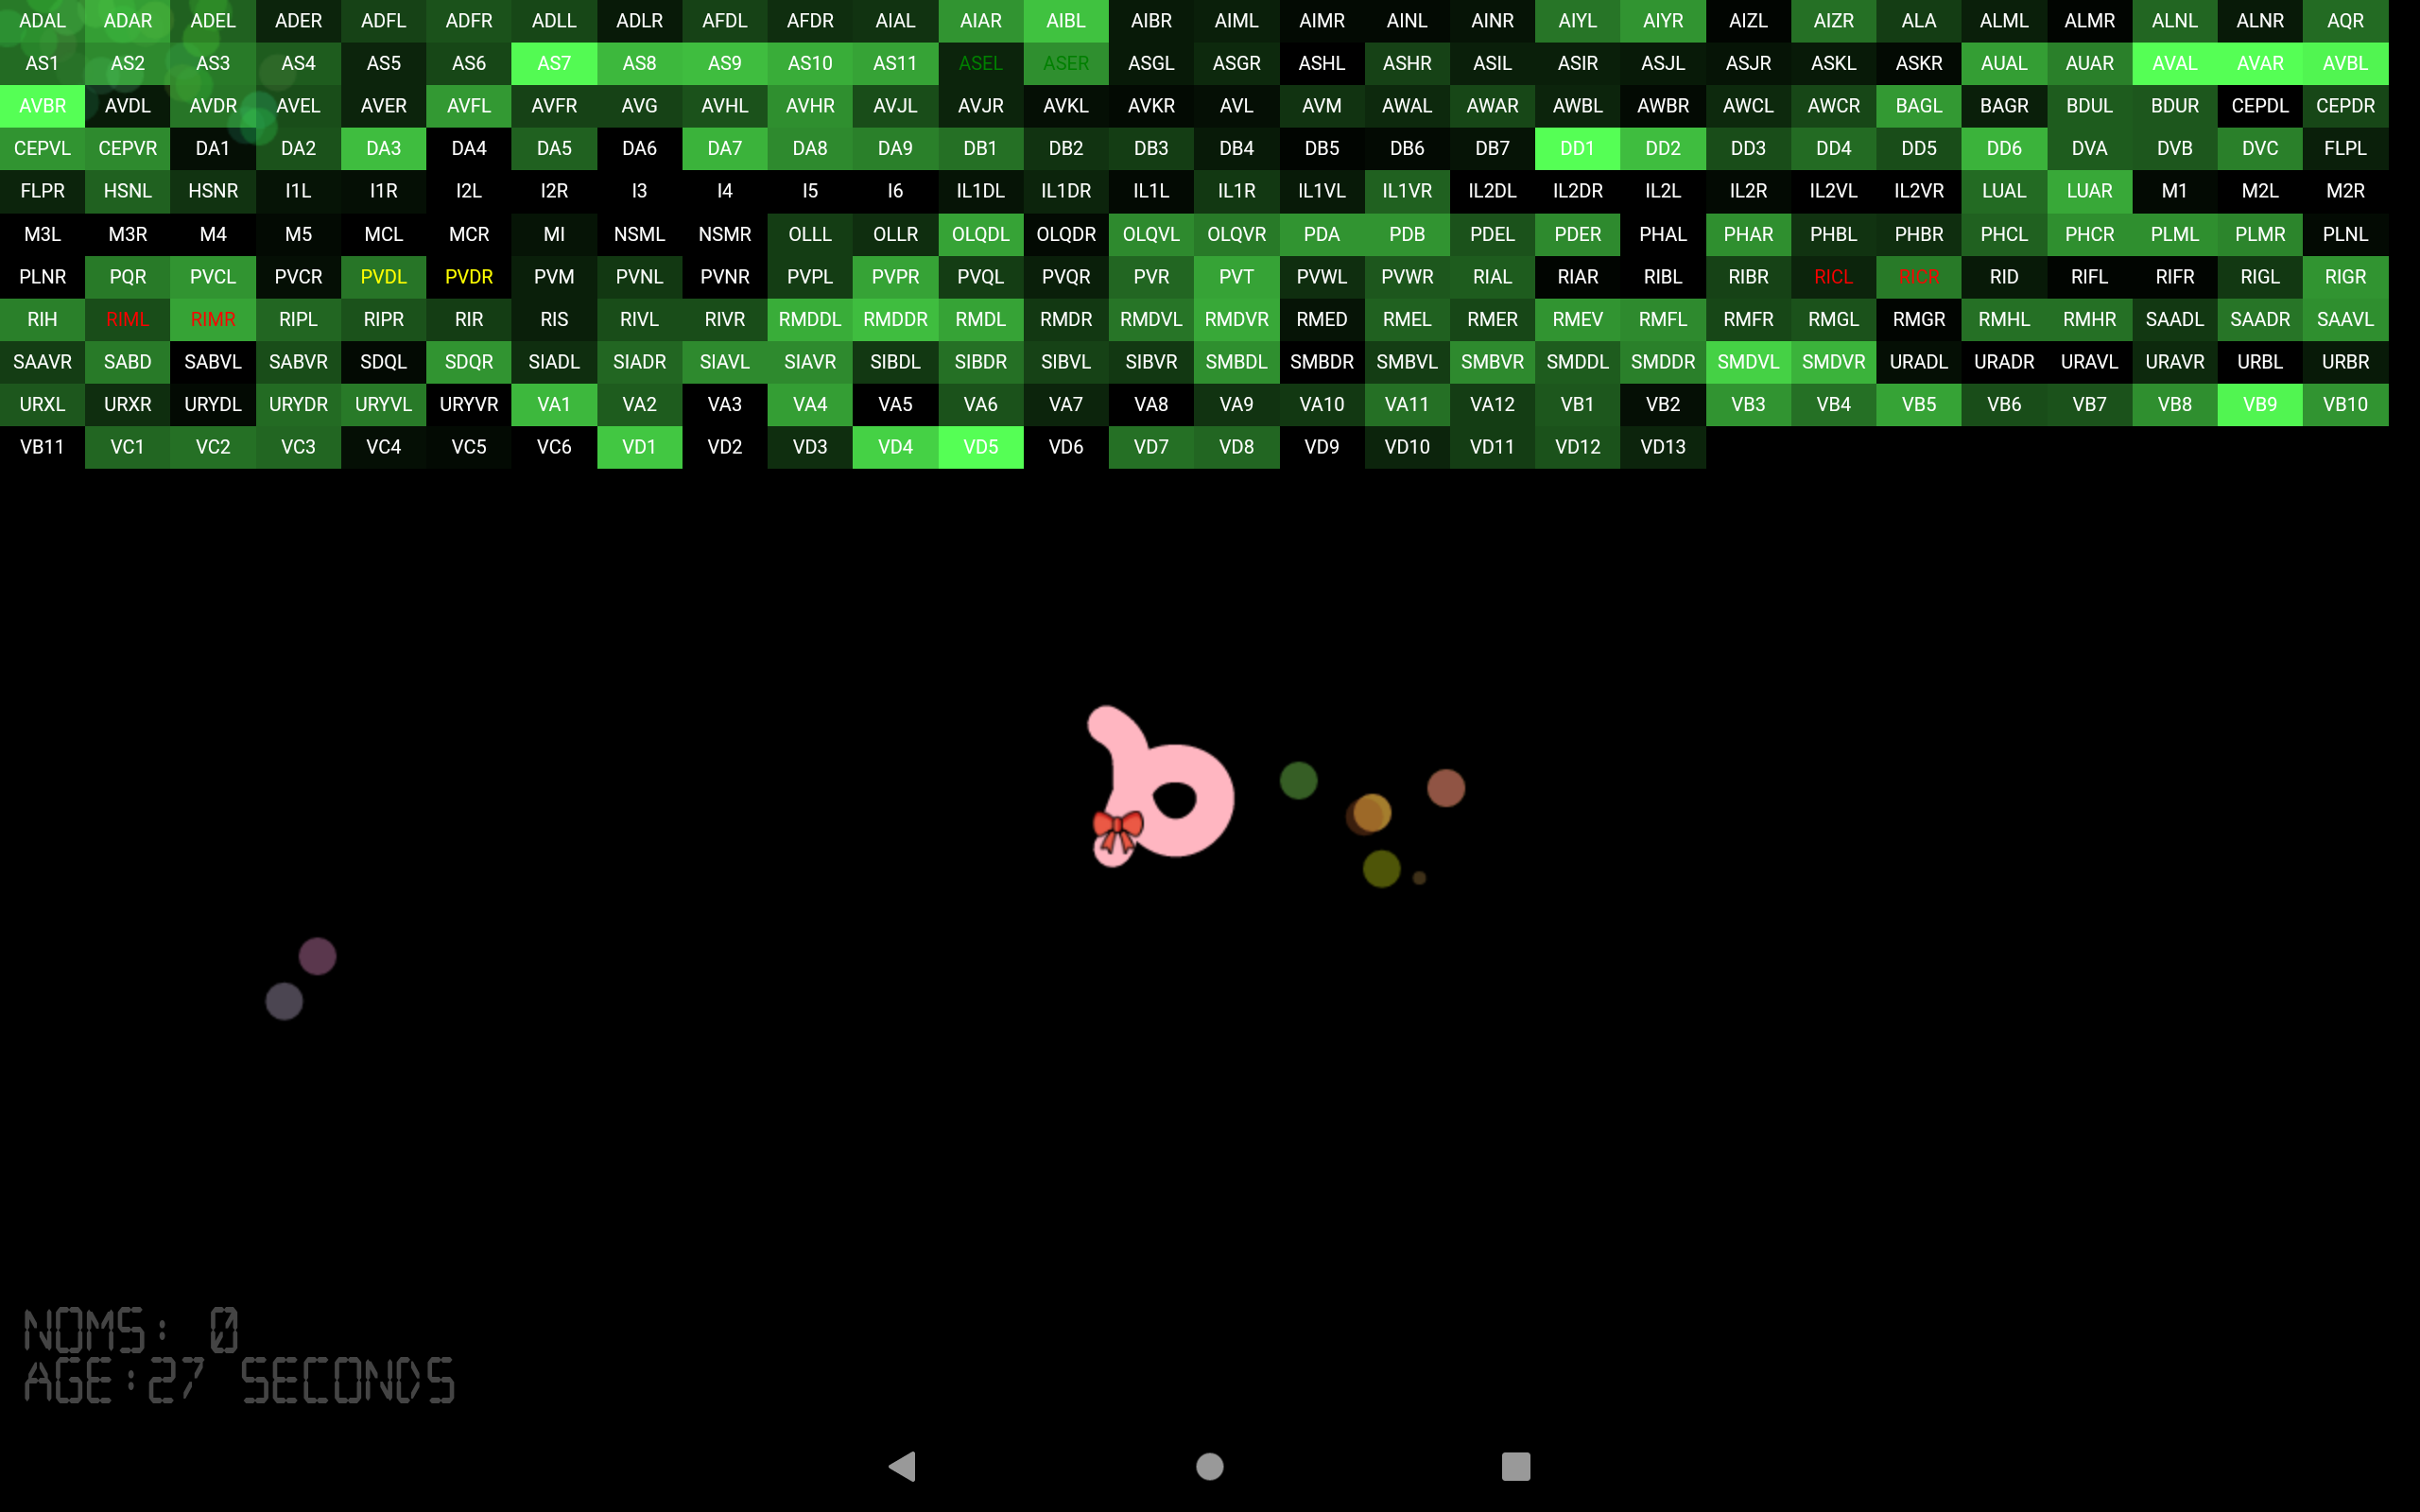 ADAL ADAR ADEL ADER ADFL ADFR ADLL ADLR AFDL AFDR AIAL AIAR AIBL AIBR AIML AIMR AINL AINR AIYL AIYR AIZL AIZR ALA ALML ALMR ALNL ALNR AQR
AS1 AS2 AS3 AS4 AS5 AS6 AS7 AS8 AS9 AS10 AS11 ASEL ASER ASGL ASGR ASHL ASHR ASIL ASIR ASJL ASJR ASKL ASKR AUAL AUAR AVAL AVAR AVBL
AVBR AVDL AVDR AVEL AVER AVFL AVFR AVG AVHL AVHR AVJL AVJR AVKL AVKR AVL AVM AWAL AWAR AWBL AWBR AWCL AWCR BAGL BAGR BDUL BDUR CEPDL CEPDR
CEPVL CEPVR DA1 DA2 DA3 DA4 DA5 DA6 DA7 DA8 DA9 DB1 DB2 DB3 DB4 DB5 DB6 DB7 DD1 DD2 DD3 DD4 DD5 DD6 DVA DVB DVC FLPL
FLPR HSNL HSNR I1L I1R I2L I2R I3 I4 I5 I6 IL1DL IL1DR IL1L IL1R IL1VL IL1VR IL2DL IL2DR IL2L IL2R IL2VL IL2VR LUAL LUAR M1 M2L M2R
M3L M3R M4 M5 MCL MCR MI NSML NSMR OLLL OLLR OLQDL OLQDR OLQVL OLQVR PDA PDB PDEL PDER PHAL PHAR PHBL PHBR PHCL PHCR PLML PLMR PLNL
PLNR PQR PVCL PVCR PVDL PVDR PVM PVNL PVNR PVPL PVPR PVQL PVQR PVR PVT PVWL PVWR RIAL RIAR RIBL RIBR RICL RICR RID RIFL RIFR RIGL RIGR
RIH RIML RIMR RIPL RIPR RIR RIS RIVL RIVR RMDDL RMDDR RMDL RMDR RMDVL RMDVR RMED RMEL RMER RMEV RMFL RMFR RMGL RMGR RMHL RMHR SAADL SAADR SAAVL
SAAVR SABD SABVL SABVR SDQL SDQR SIADL SIADR SIAVL SIAVR SIBDL SIBDR SIBVL SIBVR SMBDL SMBDR SMBVL SMBVR SMDDL SMDDR SMDVL SMDVR URADL URADR URAVL URAVR URBL URBR
URXL URXR URYDL URYDR URYVL URYVR VA1 VA2 VA3 VA4 VA5 VA6 VA7 VA8 VA9 VA10 VA11 VA12 VB1 VB2 VB3 VB4 VB5 VB6 VB7 VB8 VB9 VB10
VB11 VC1 VC2 VC3 VC4 VC5 VC6 VD1 VD2 VD3 VD4 VD5 VD6 VD7 VD8 VD9 VD10 VD11 VD12 VD13
NOMS: 0
AGE:27 SECONDS